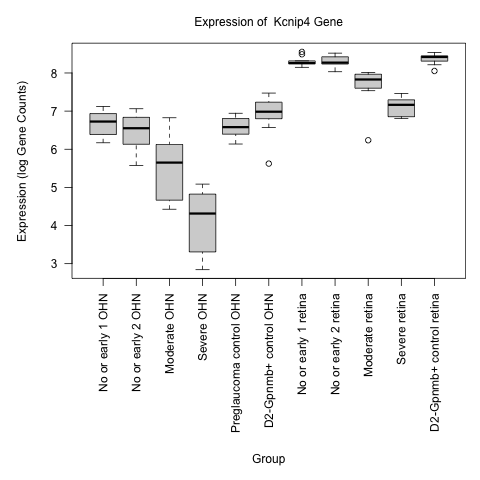 Expression of Kcnip4 Gene
Expression (log Gene Counts)
8
7
6
5
4
3
No or early 1 OHN
No or early 2 OHN
Moderate OHN
Severe OHN
Preglaucoma control OHN
D2-Gpnmb+ control OHN
No or early 1 retina
No or early 2 retina
Moderate retina
Severe retina
D2-Gpnmb+ control retina
Group